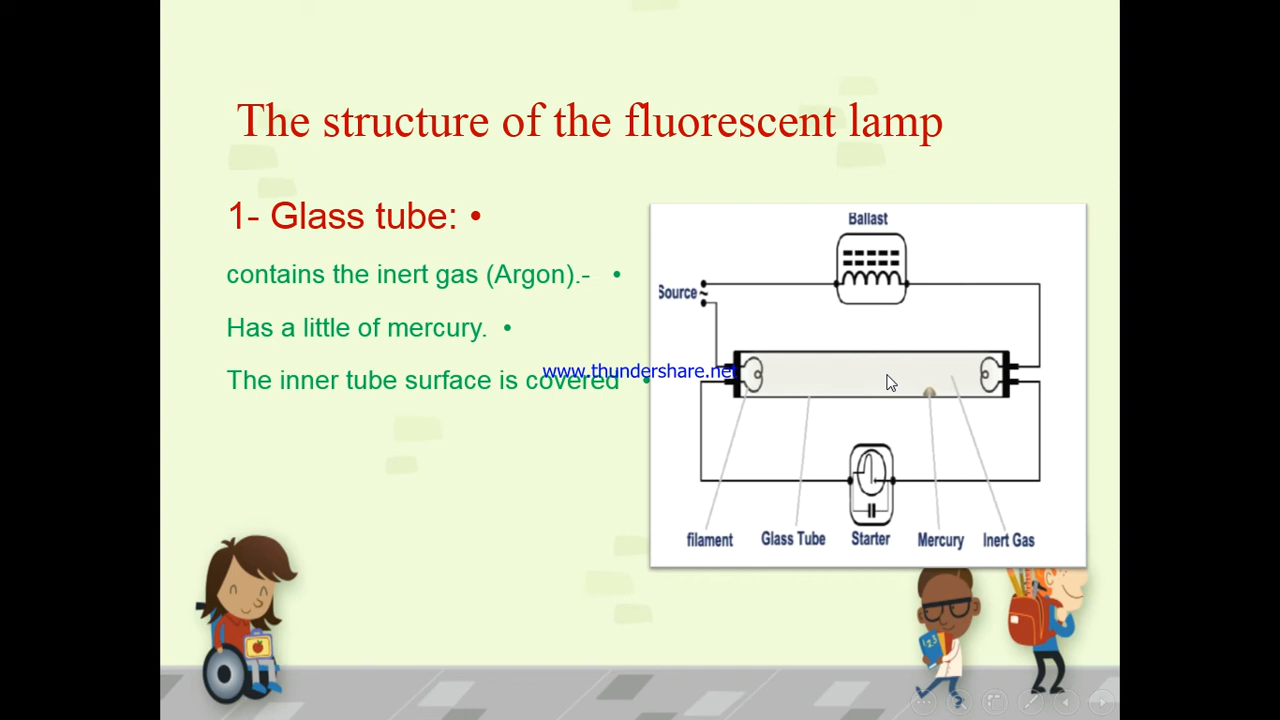 The structure of the fluorescent lamp
1- Glass tube: •
contains the inert gas (Argon).- •
Has a little of mercury. •
The inner tube surface is covered •
www.thundershare.net
Ballast
Source
~
filament
Glass Tube
Starter
Mercury
Inert Gas
123